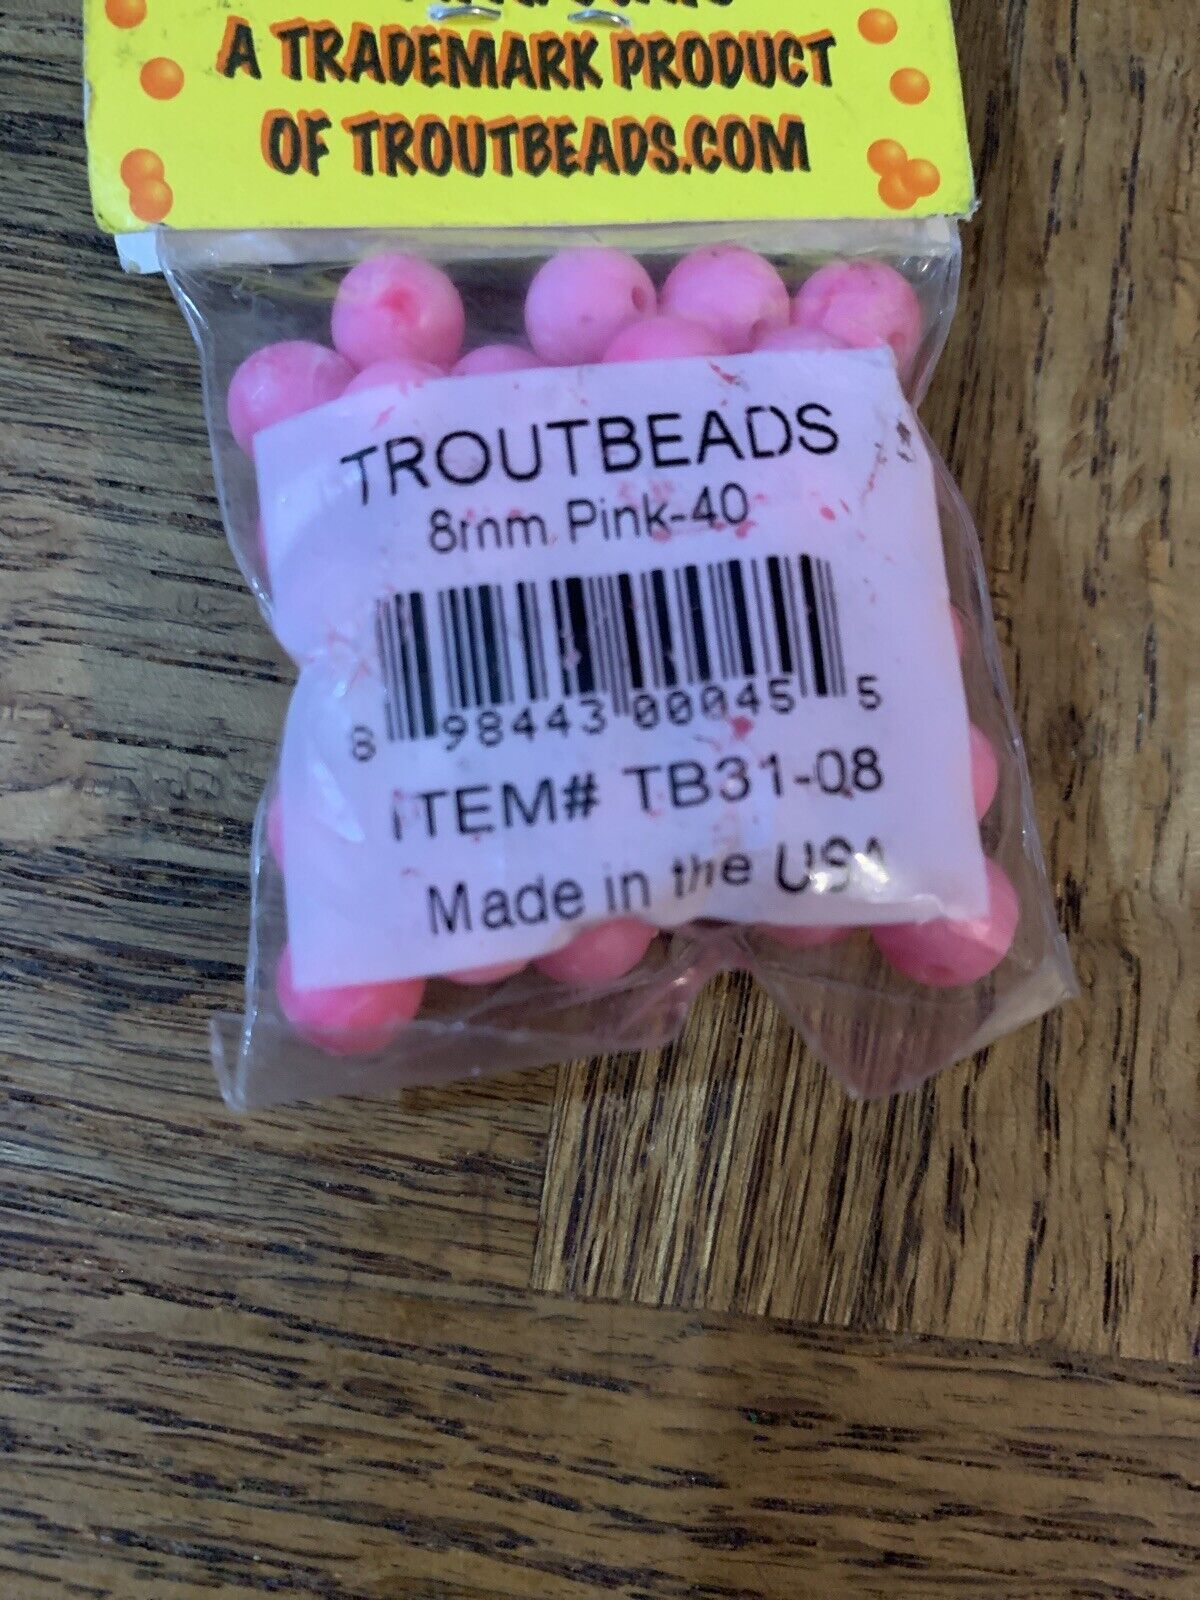 A TRADEMARK PRODUCT
OF TROUTBEADS.COM
TROUTBEADS
8mm Pink-40
8 98443 00045 5
ITEM# TB31-08
Made in the USA